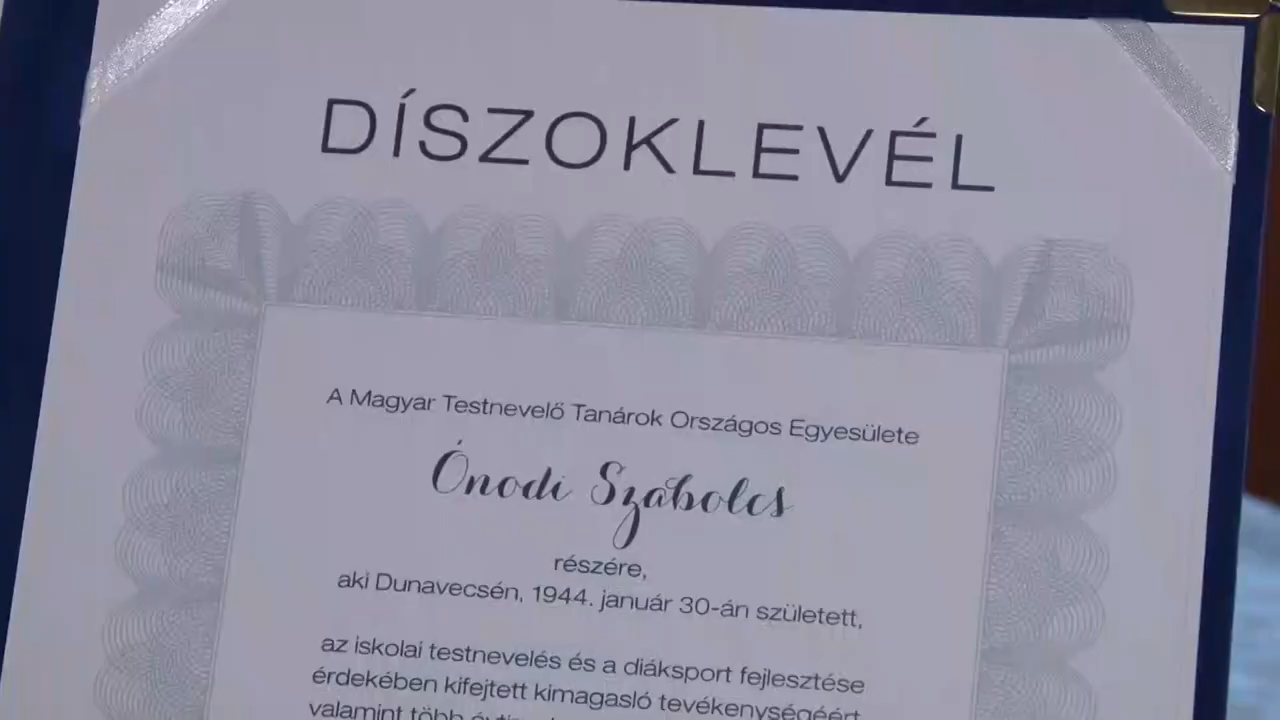 DÍSZOKLEVÉL
A Magyar Testnevelő Tanárok Országos Egyesülete
Ónodi Szabolcs
részére,
aki Dunavecsén, 1944. január 30-án született,
az iskolai testnevelés és a diáksport fejlesztése
érdekében kifejtett kimagasló tevékenységéért
valamint több